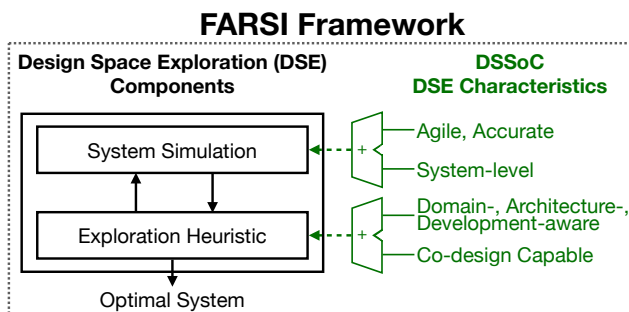 FARSI Framework
Design Space Exploration (DSE)
Components
DSSoC
DSE Characteristics
System Simulation
+
Agile, Accurate
System-level
Exploration Heuristic
+
Domain-, Architecture-,
Development-aware
Co-design Capable
Optimal System